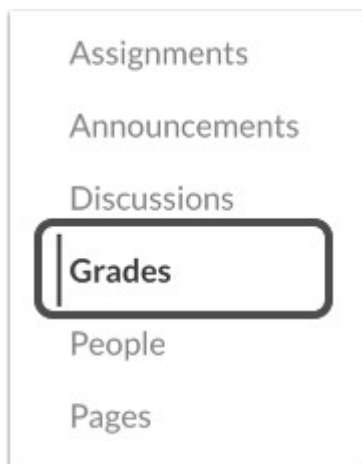 Assignments
Announcements
Discussions
Grades
People
Pages